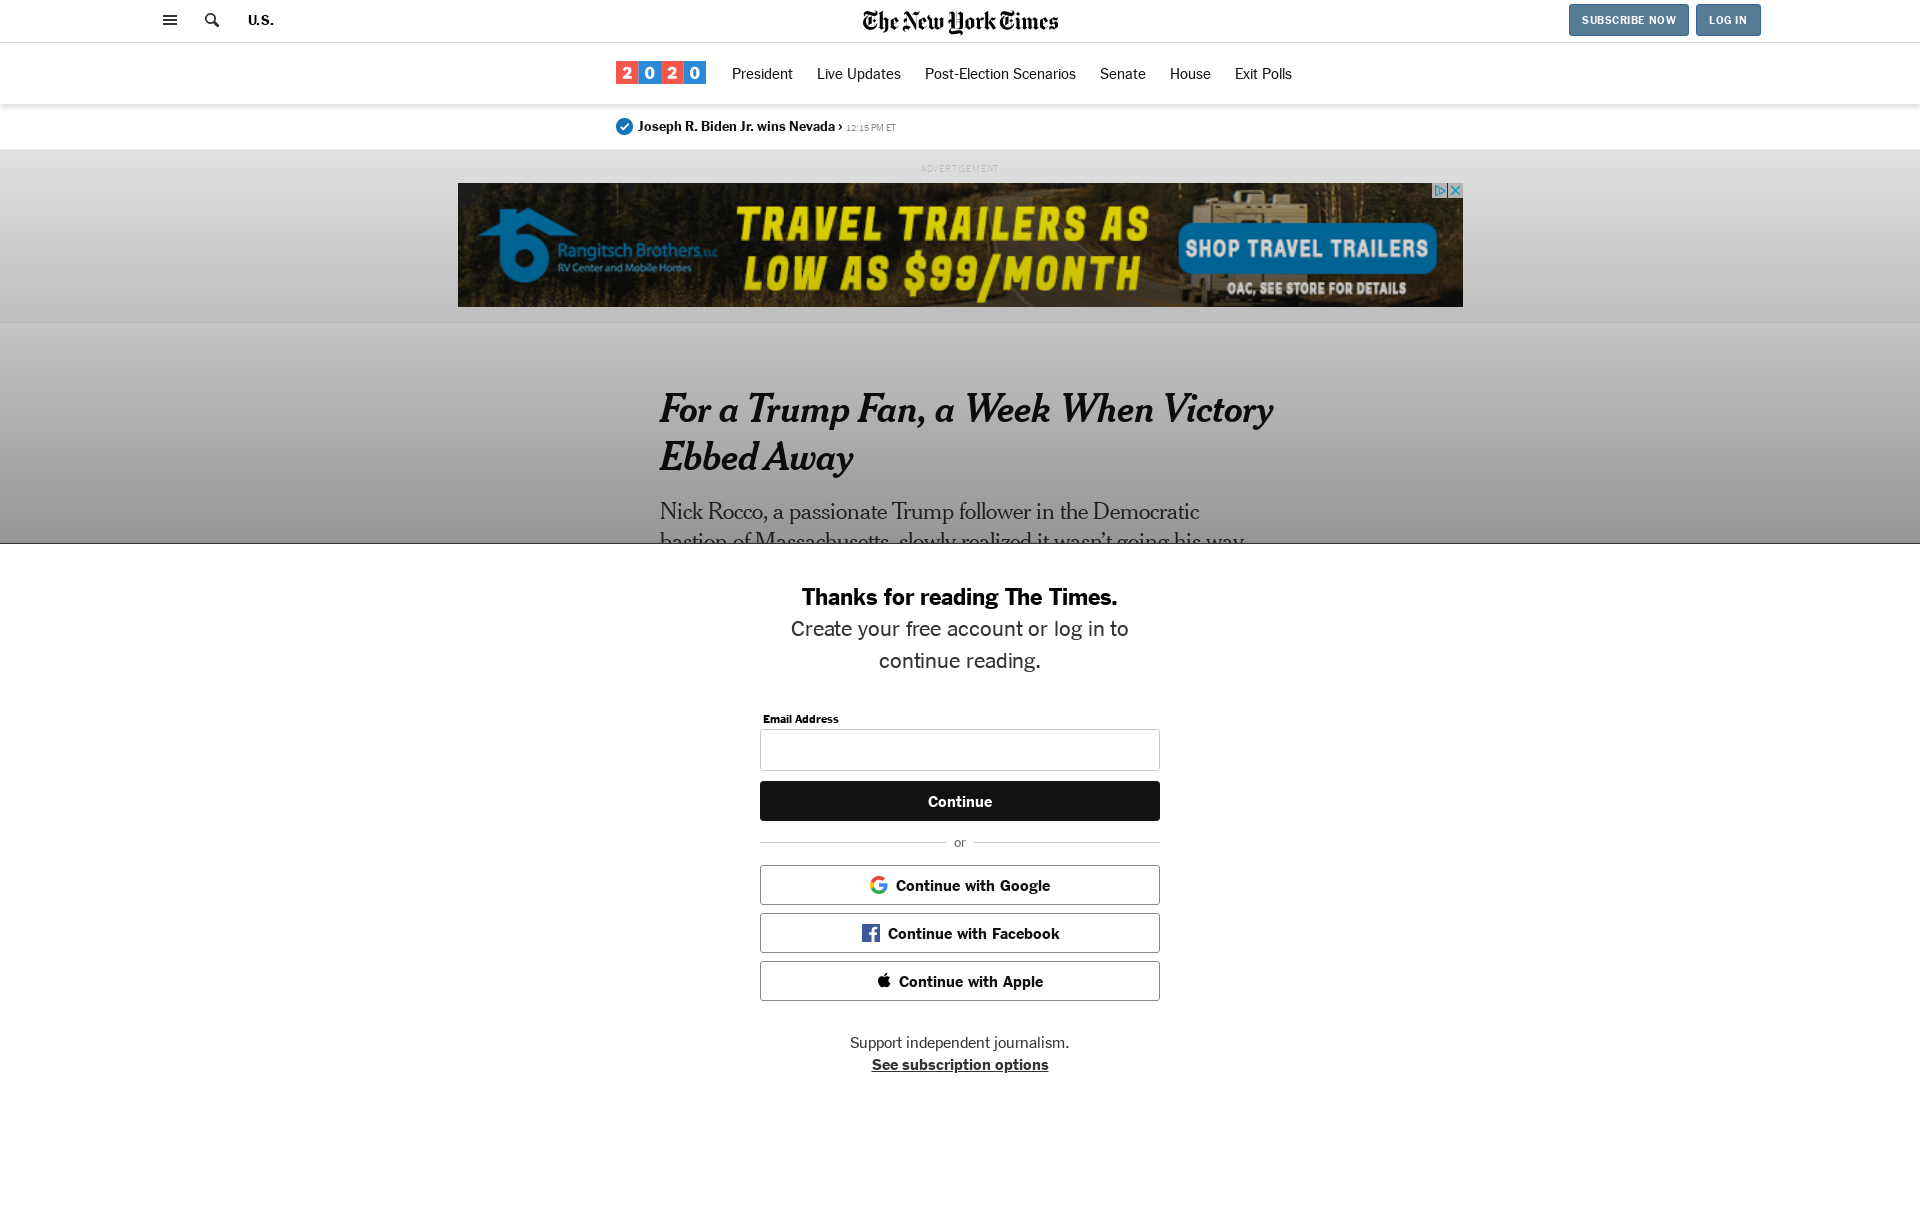 U.S.
The New York Times
SUBSCRIBE NOW
LOG IN
2020
President
Live Updates
Post-Election Scenarios
Senate
House
Exit Polls
Joseph R. Biden Jr. wins Nevada › 12:15 PM ET
ADVERTISEMENT
Rangitsch Brothers, LLC
RV Center and Mobile Homes
TRAVEL TRAILERS AS
LOW AS $99/MONTH
SHOP TRAVEL TRAILERS
OAC, SEE STORE FOR DETAILS
For a Trump Fan, a Week When Victory
Ebbed Away
Nick Rocco, a passionate Trump follower in the Democratic
bastion of Massachusetts, slowly realized it wasn't going his way.
Thanks for reading The Times.
Create your free account or log in to
continue reading.
Email Address
Continue
or
Continue with Google
Continue with Facebook
Continue with Apple
Support independent journalism.
See subscription options